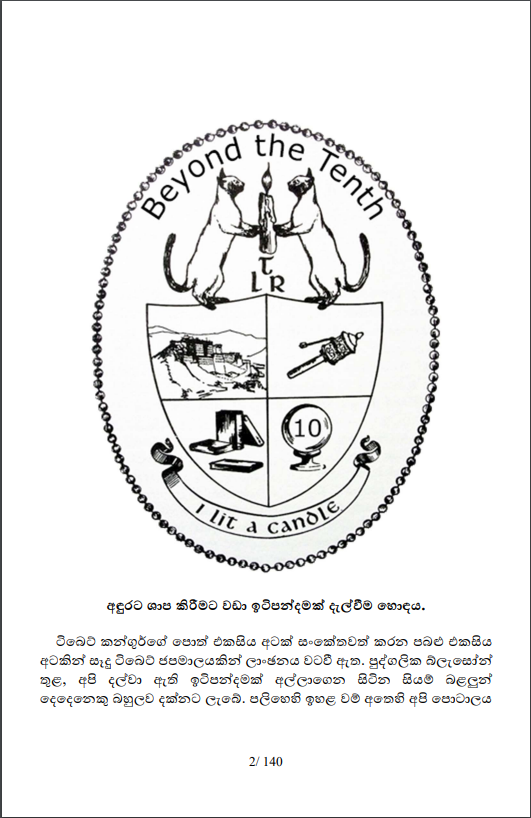 Beyond the Tenth
T
L R
10
I lit a candle
අඳුරට ශාප කිරීමට වඩා ඉටිපන්දමක් දැල්වීම හොඳය.
ටිබෙට් කන්ගුර්ගේ පොත් එකසිය අටක් සංකේතවත් කරන පබළු එකසිය
අටකින් සැදූ ටිබෙට් ජපමාලයකින් ලාංඡනය වටවී ඇත. පුද්ගලික බ්ලැසෝන්
තුළ, අපි දල්වා ඇති ඉටිපන්දමක් අල්ලාගෙන සිටින සියම් බළලුන්
දෙදෙනෙකු බහුලව දක්නට ලැබේ. පලිහෙහි ඉහළ වම් අතෙහි අපි පොටාලය
2/ 140